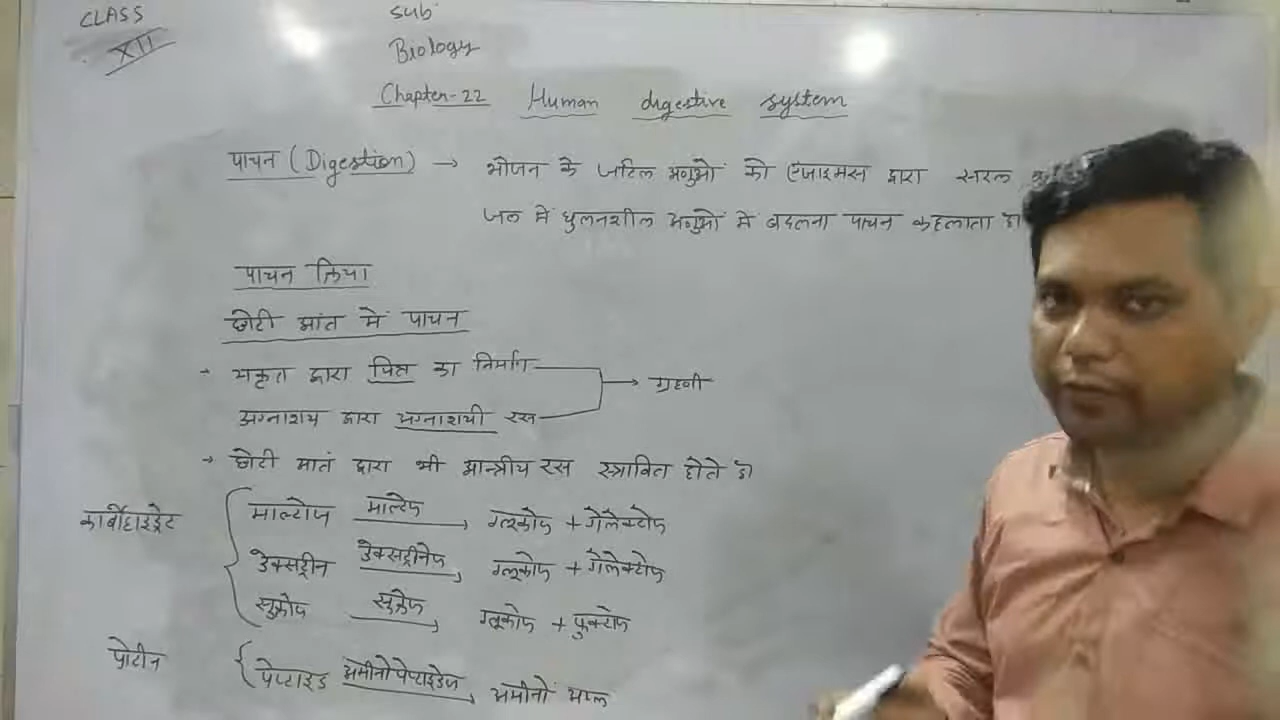 CLASS
XII
Sub
Biology
Chapter-22 Human digestive system
पाचन (Digestion) → भोजन के जटिल अणुओं को एंजाइमस द्वारा सरल
जल में घुलनशील अणुओं में बदलना पाचन कहलाता है।
पाचन क्रिया
छोटी आंत में पाचन
→ यकृत द्वारा पित्त का निर्माण → ग्रहणी
अग्नाशय द्वारा अग्नाशयी रस
→ छोटी आतं द्वारा भी आन्त्रीय रस स्त्रावित होते है।
कार्बोहाइड्रेट
माल्टोज माल्टेज → ग्लूकोज + गैलेक्टोज
डेक्सट्रीन डेक्सट्रीनेज → ग्लूकोज + गैलेक्टोज
सुक्रोज सुक्रेज → ग्लूकोज + फ्रुक्टोज
प्रोटीन
पेप्टाइड अमीनोपेप्टाइडेज → अमीनों अम्ल